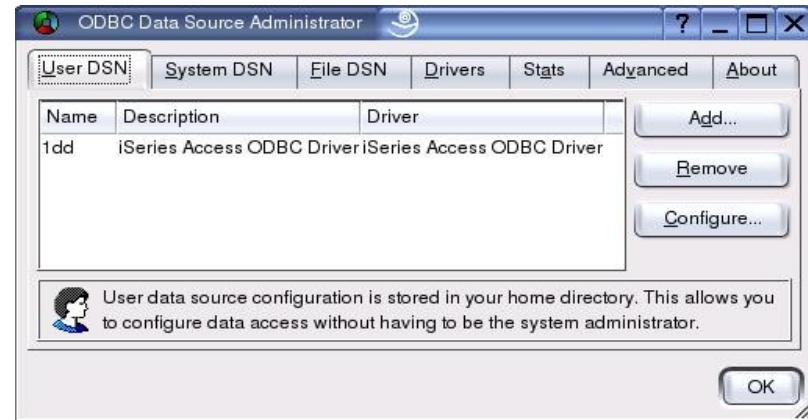 ODBC Data Source Administrator
User DSN System DSN File DSN Drivers Stats Advanced About
Name Description Driver
1dd iSeries Access ODBC Driver iSeries Access ODBC Driver
Add...
Remove
Configure...
User data source configuration is stored in your home directory. This allows you
to configure data access without having to be the system administrator.
OK